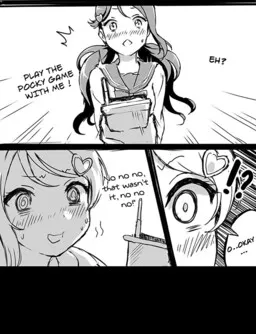 PLAY THE
POCKY GAME
WITH ME !
EH?
No no no,
that wasn't
it, no no
no!"
!?
O..OKAY
...